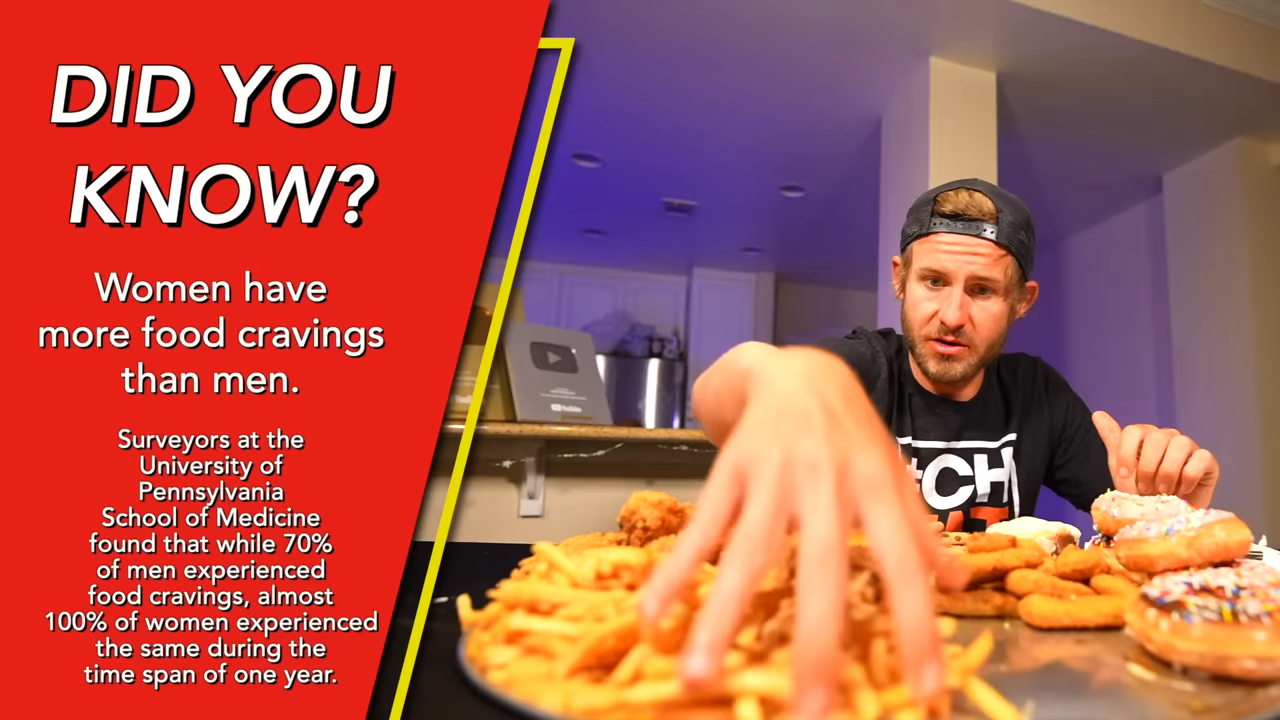 DID YOU
KNOW?
Women have
more food cravings
than men.
Surveyors at the
University of
Pennsylvania
School of Medicine
found that while 70%
of men experienced
food cravings, almost
100% of women experienced
the same during the
time span of one year.
YouTube
CH